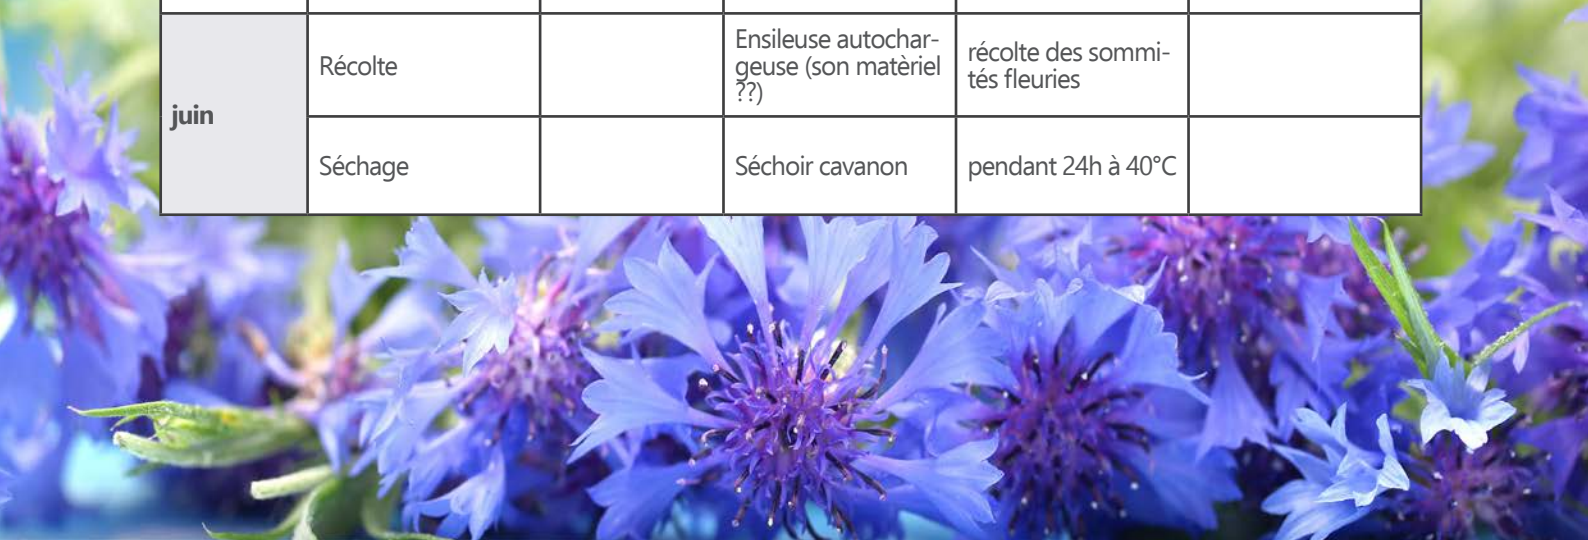 juin
Récolte
Ensileuse autochar-
geuse (son matèriel
??)
récolte des sommi-
tés fleuries
Séchage
Séchoir cavanon
pendant 24h à 40°C